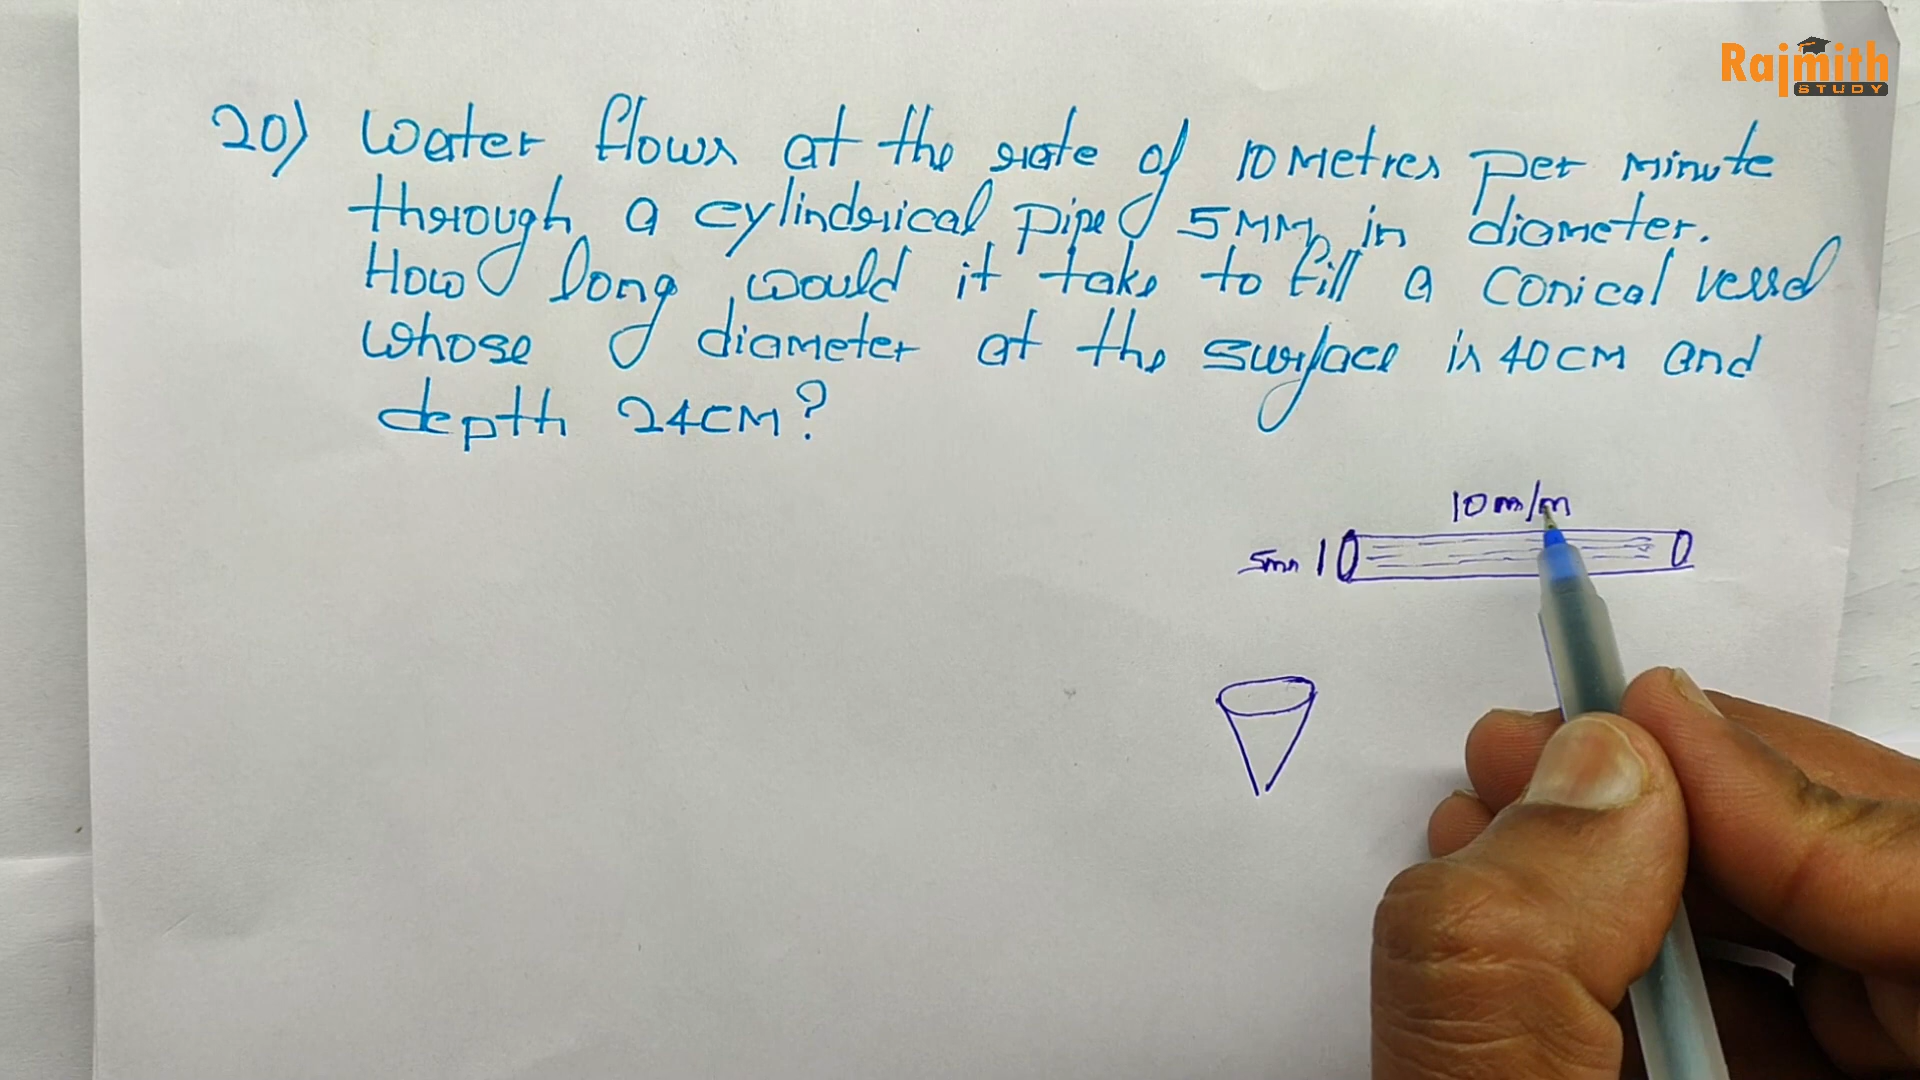 Rajmith
STUDY
20) Water flows at the rate of 10 Metres per minute
through a cylinderical pipe 5MM in diameter.
How long would it take to fill a conical vessel
whose diameter at the surface is 40CM and
depth 24CM?
10m/m
5mm